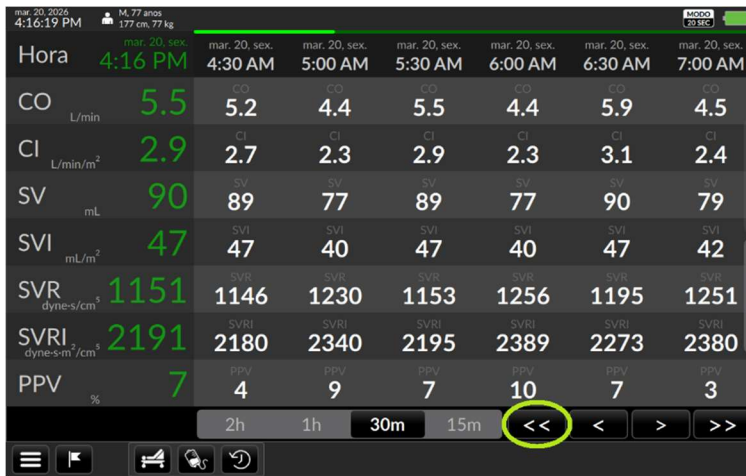 mar. 20, 2026
4:16:19 PM
M, 77 anos
177 cm, 77 kg
MODO
20 SEC
Hora
mar. 20, sex.
4:16 PM
mar. 20, sex. mar. 20, sex. mar. 20, sex. mar. 20, sex. mar. 20, sex. mar. 20, sex.
4:30 AM 5:00 AM 5:30 AM 6:00 AM 6:30 AM 7:00 AM
CO CO CO CO CO CO
CO L/min 5.5 5.2 4.4 5.5 4.4 5.9 4.5
CI CI CI CI CI CI
CI L/min/m² 2.9 2.7 2.3 2.9 2.3 3.1 2.4
SV SV SV SV SV SV
SV mL 90 89 77 89 77 90 79
SVI SVI SVI SVI SVI SVI
SVI mL/m² 47 47 40 47 40 47 42
SVR SVR SVR SVR SVR SVR
SVR dyne-s/cm⁵ 1151 1146 1230 1153 1256 1195 1251
SVRI SVRI SVRI SVRI SVRI SVRI
SVRI dyne-s-m²/cm⁵ 2191 2180 2340 2195 2389 2273 2380
PPV PPV PPV PPV PPV PPV
PPV % 7 4 9 7 10 7 3
2h 1h 30m 15m << < > >>